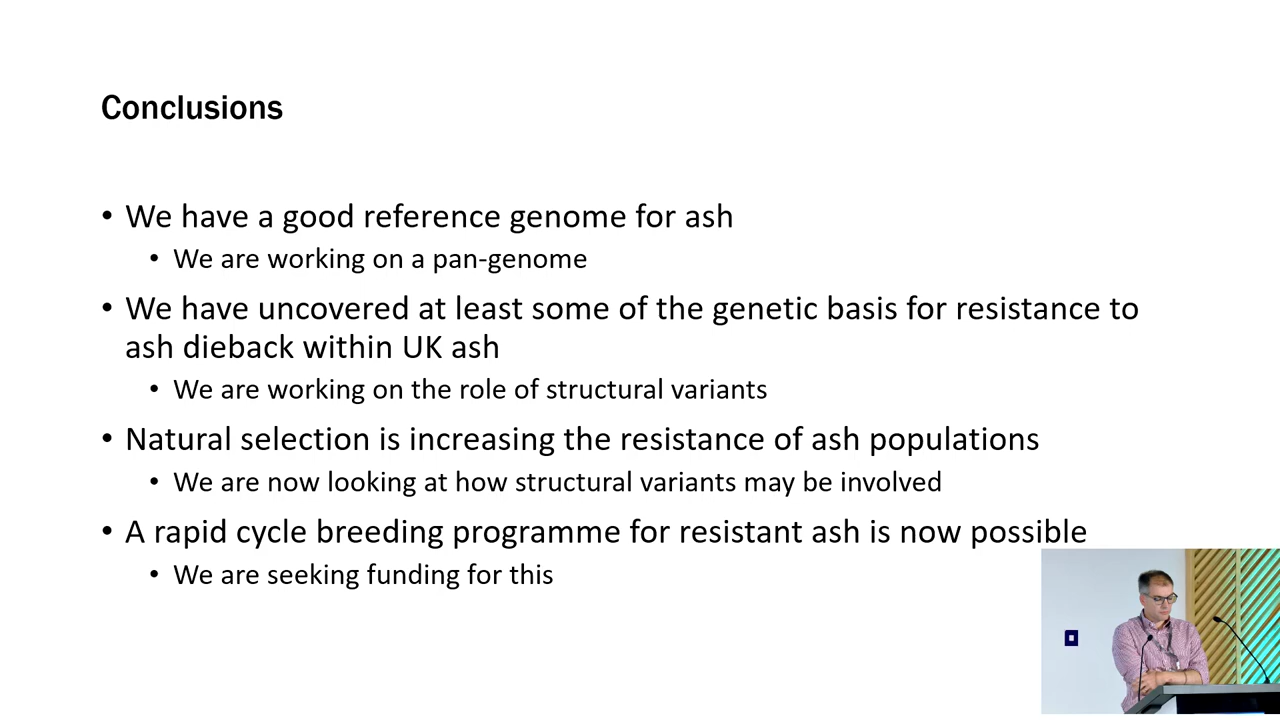 Conclusions
• We have a good reference genome for ash
• We are working on a pan-genome
• We have uncovered at least some of the genetic basis for resistance to
ash dieback within UK ash
• We are working on the role of structural variants
• Natural selection is increasing the resistance of ash populations
• We are now looking at how structural variants may be involved
• A rapid cycle breeding programme for resistant ash is now possible
• We are seeking funding for this